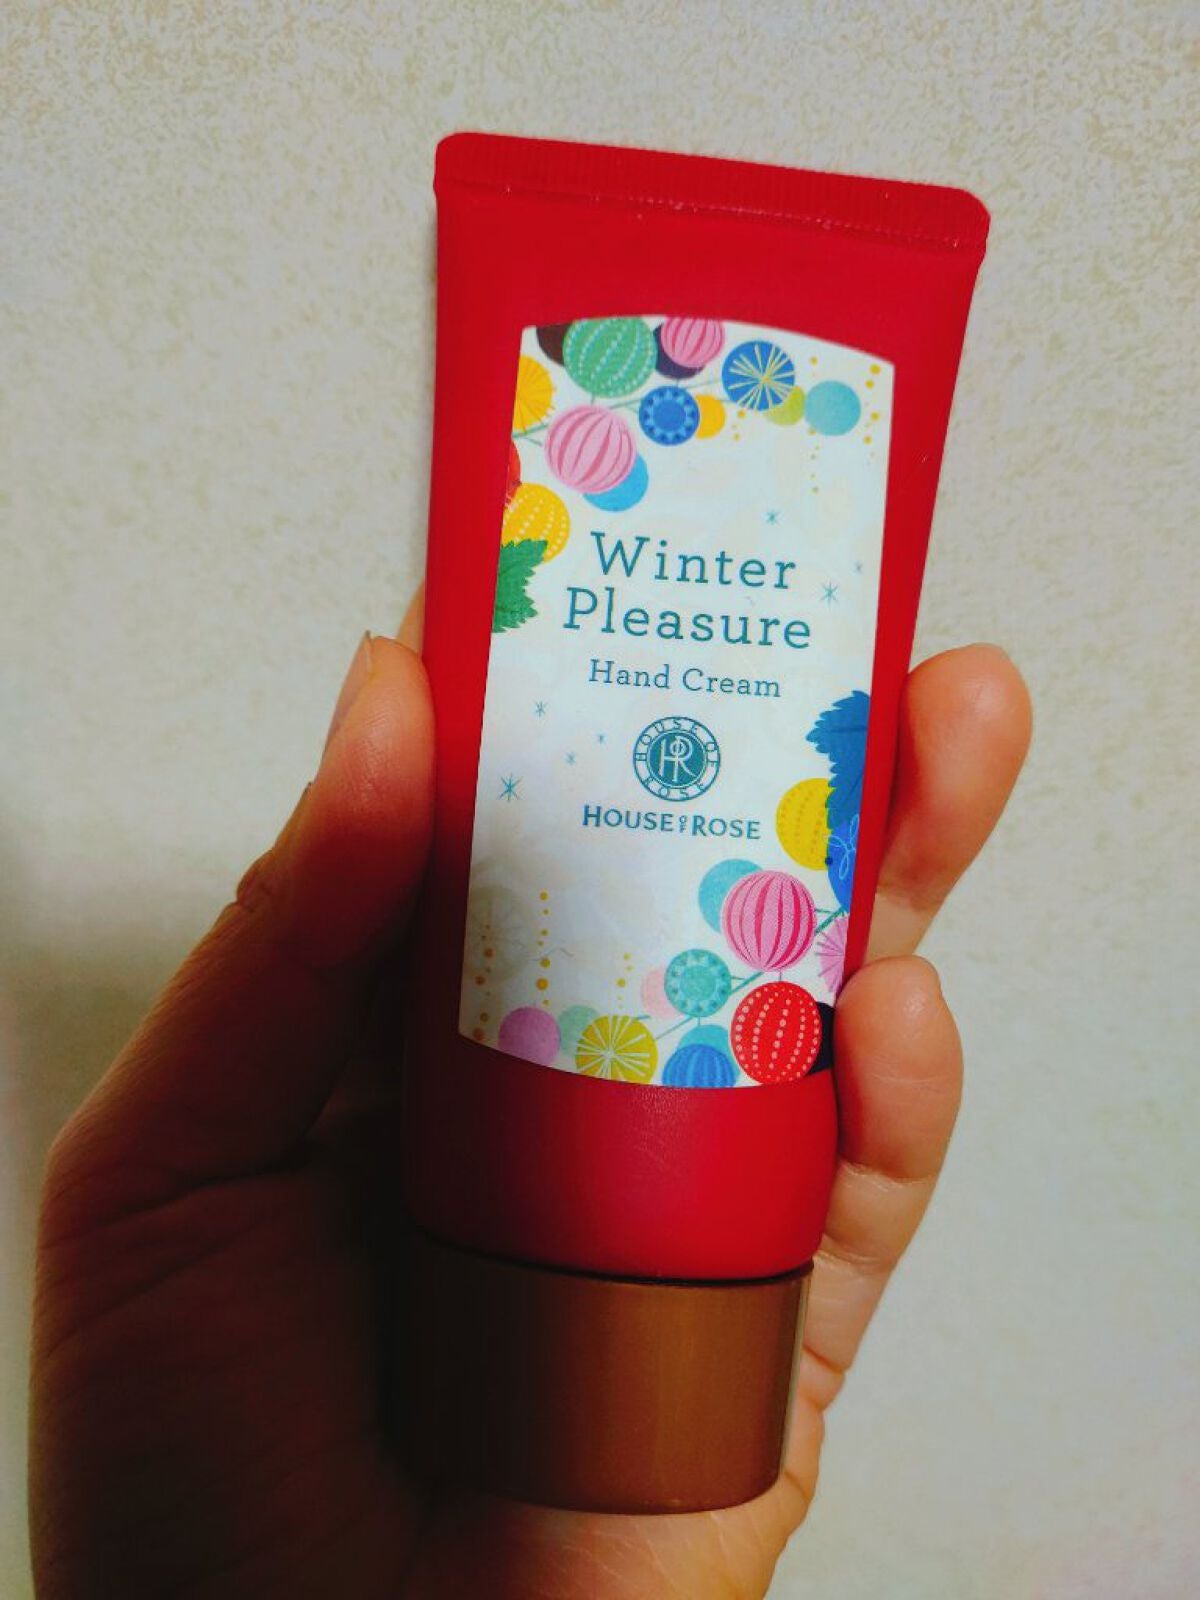 Winter
Pleasure
Hand Cream
HOUSE OF
HR
ROSE
HOUSE OF ROSE